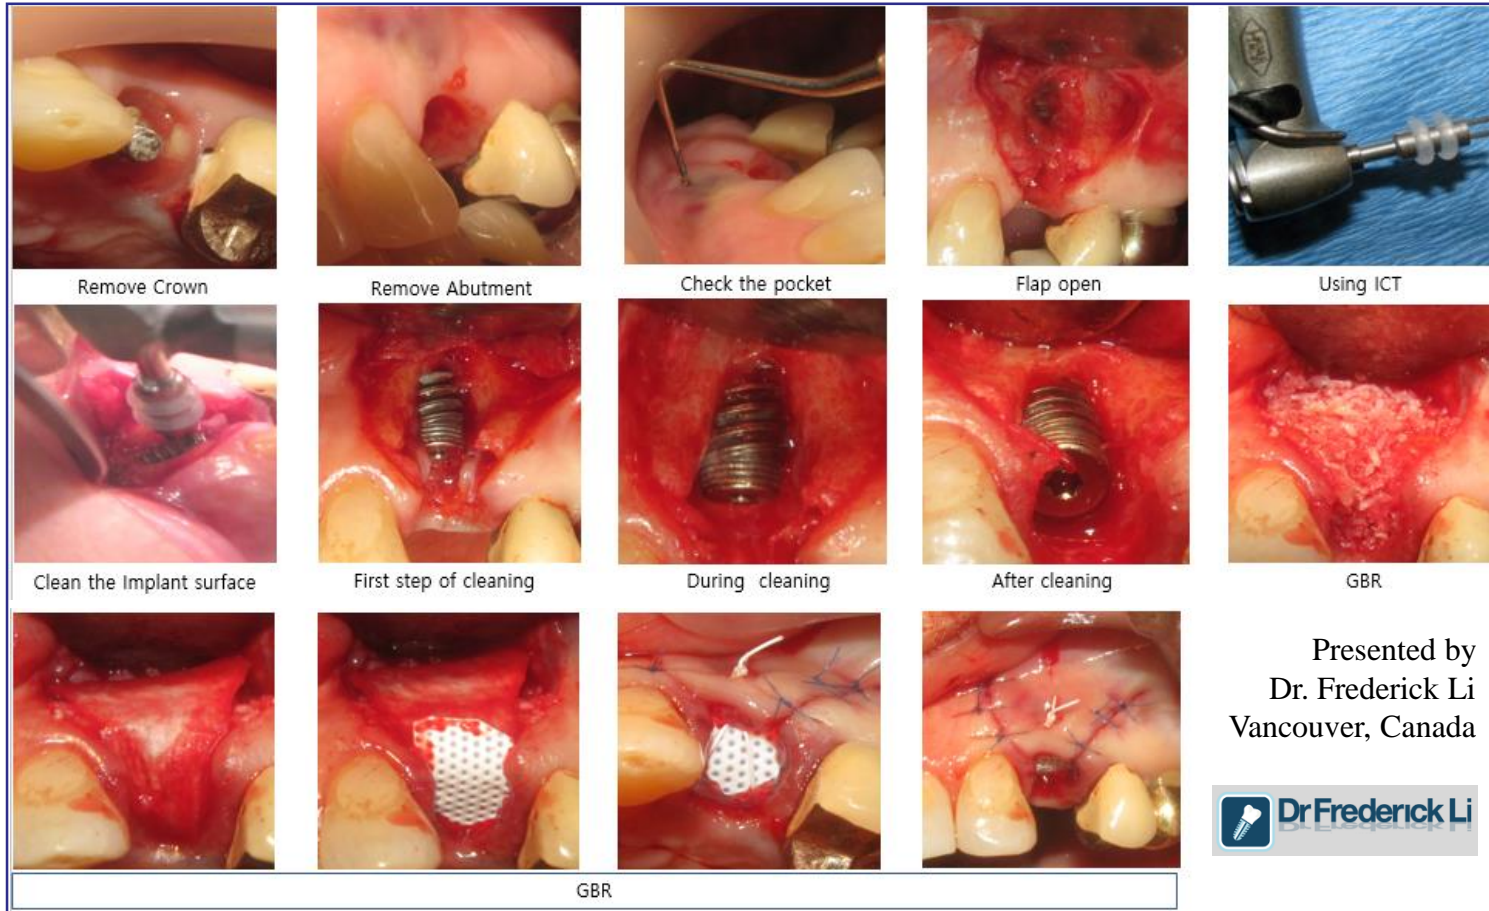 Remove Crown
Remove Abutment
Check the pocket
Flap open
Using ICT
Clean the Implant surface
First step of cleaning
During cleaning
After cleaning
GBR
Presented by
Dr. Frederick Li
Vancouver, Canada
Dr Frederick Li
GBR